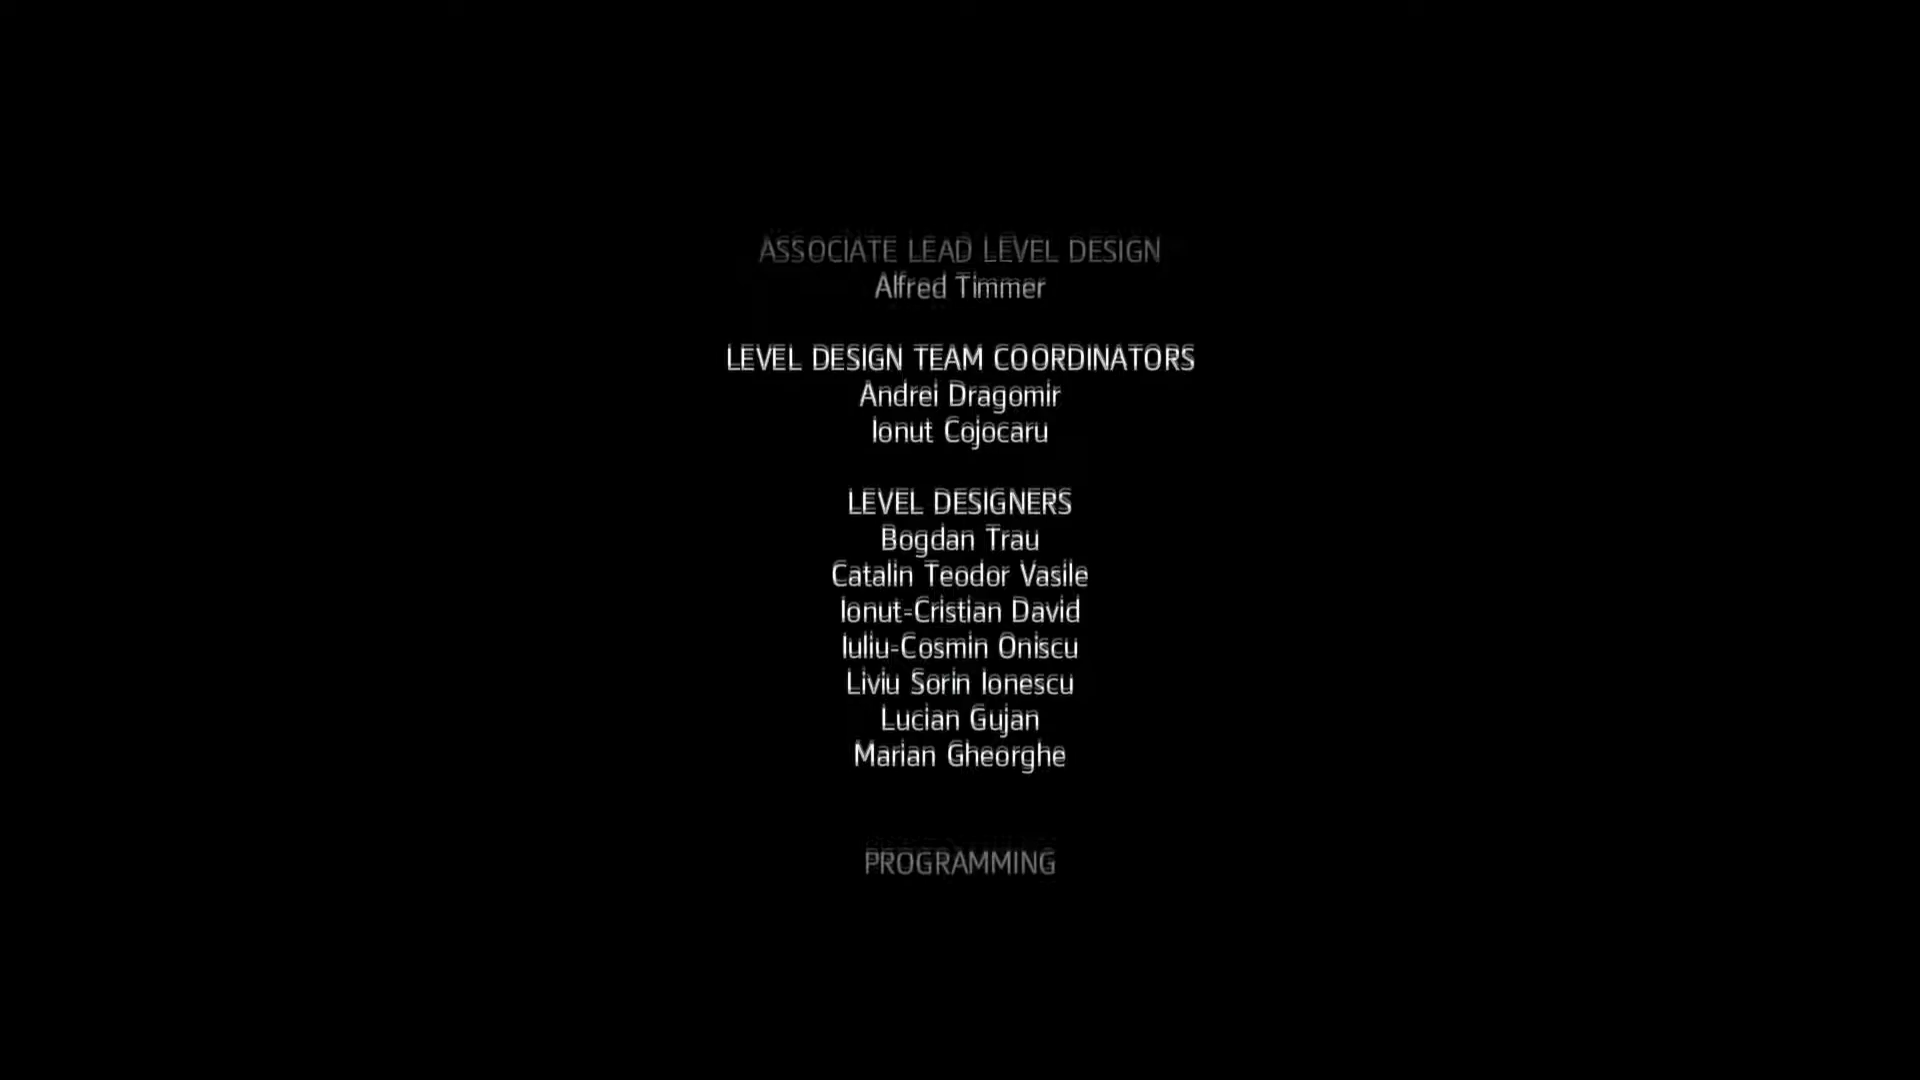 ASSOCIATE LEAD LEVEL DESIGN
Alfred Timmer
LEVEL DESIGN TEAM COORDINATORS
Andrei Dragomir
Ionut Cojocaru
LEVEL DESIGNERS
Bogdan Trau
Catalin Teodor Vasile
Ionut-Cristian David
Iuliu-Cosmin Oniscu
Liviu Sorin Ionescu
Lucian Gujan
Marian Gheorghe
PROGRAMMING